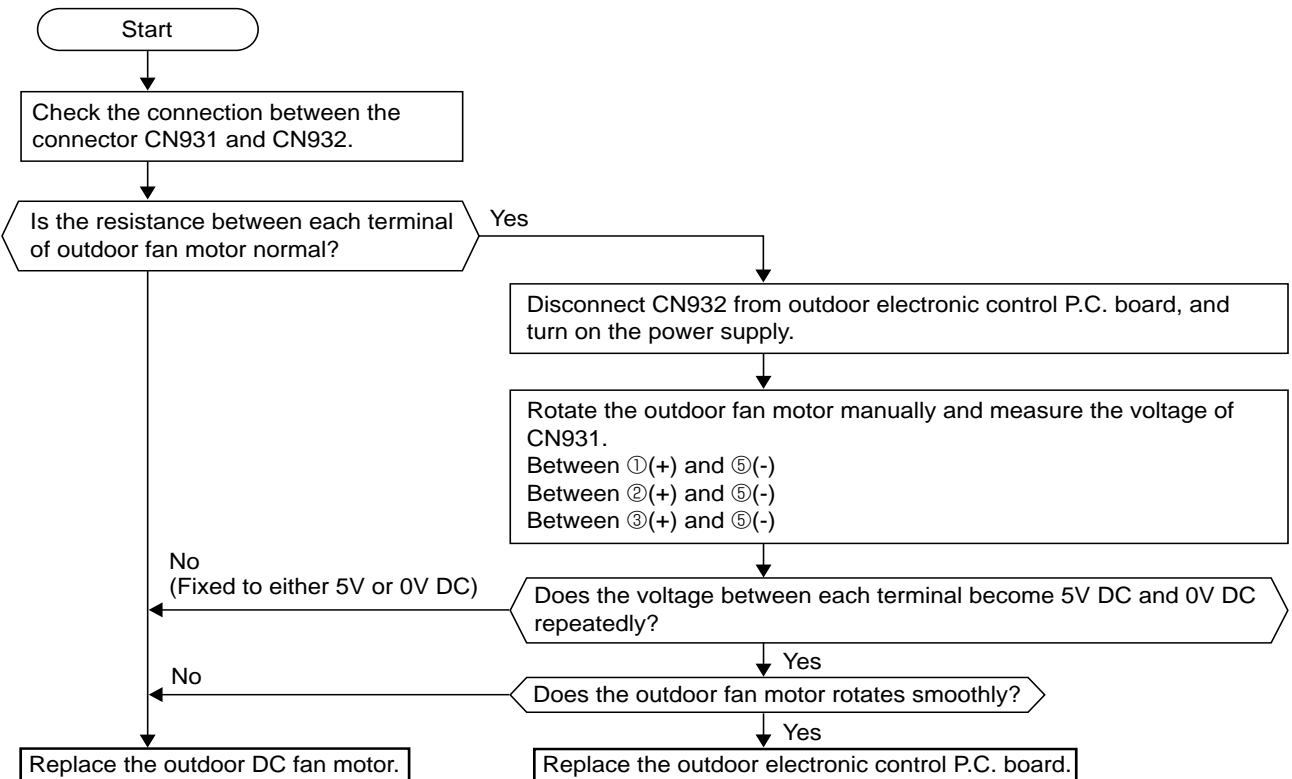 Start
Check the connection between the
connector CN931 and CN932.
Is the resistance between each terminal
of outdoor fan motor normal?
Yes
Disconnect CN932 from outdoor electronic control P.C. board, and
turn on the power supply.
Rotate the outdoor fan motor manually and measure the voltage of
CN931.
Between ①(+) and ⑤(-)
Between ②(+) and ⑤(-)
Between ③(+) and ⑤(-)
No
(Fixed to either 5V or 0V DC)
Does the voltage between each terminal become 5V DC and 0V DC
repeatedly?
Yes
No
Does the outdoor fan motor rotates smoothly?
Yes
Replace the outdoor DC fan motor.
Replace the outdoor electronic control P.C. board.